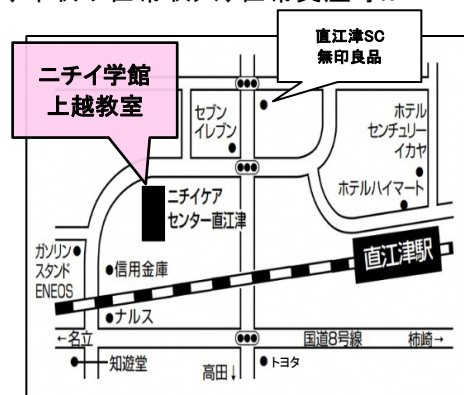 直江津SC
無印良品
ニチイ学館
上越教室
セブン
イレブン
ホテル
センチュリー
イカヤ
ホテルハイマート
ニチイケア
センター直江津
ガソリン
スタンド
ENEOS
信用金庫
直江津駅
ナルス
←名立
国道8号線
柿崎→
知遊堂
高田↓
トヨタ